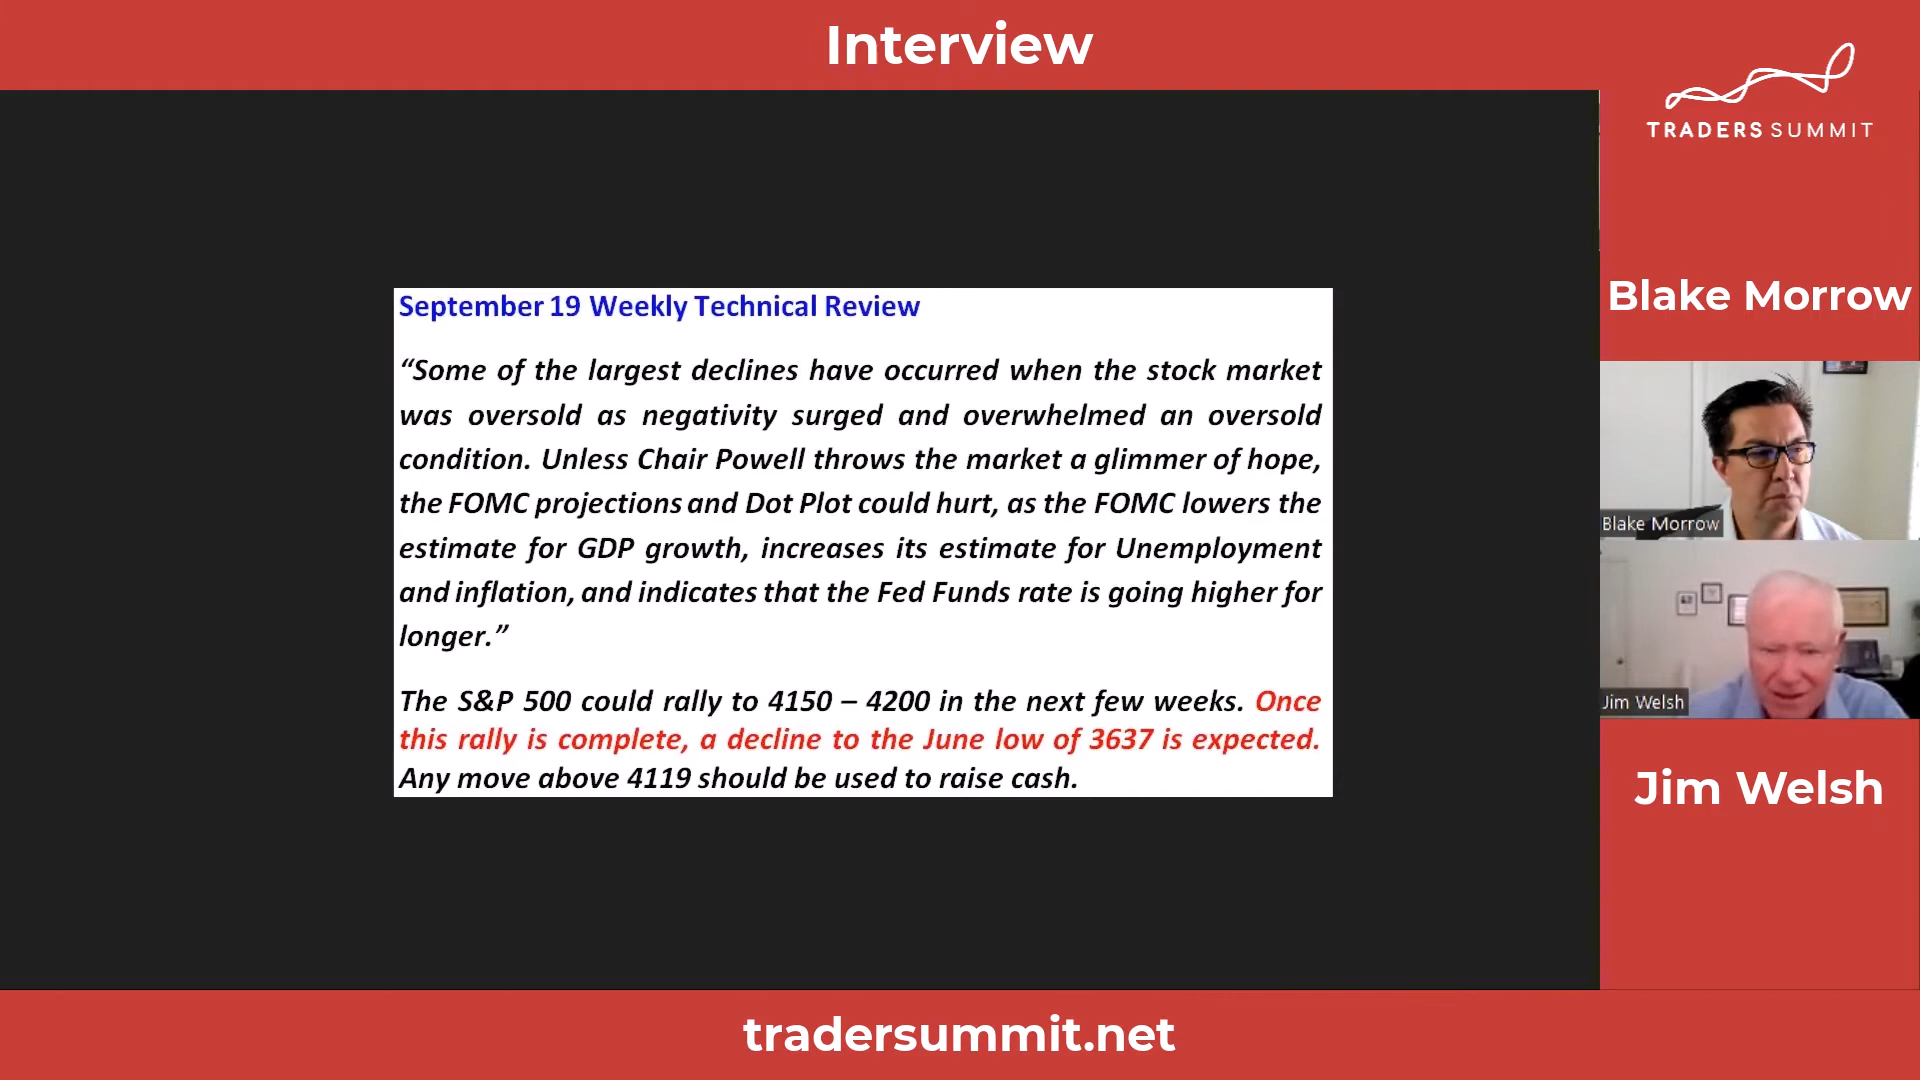 Interview
TRADERS SUMMIT
September 19 Weekly Technical Review
“Some of the largest declines have occurred when the stock market
was oversold as negativity surged and overwhelmed an oversold
condition. Unless Chair Powell throws the market a glimmer of hope,
the FOMC projections and Dot Plot could hurt, as the FOMC lowers the
estimate for GDP growth, increases its estimate for Unemployment
and inflation, and indicates that the Fed Funds rate is going higher for
longer.”
The S&P 500 could rally to 4150 – 4200 in the next few weeks. Once
this rally is complete, a decline to the June low of 3637 is expected.
Any move above 4119 should be used to raise cash.
Blake Morrow
Blake Morrow
Jim Welsh
Jim Welsh
tradersummit.net